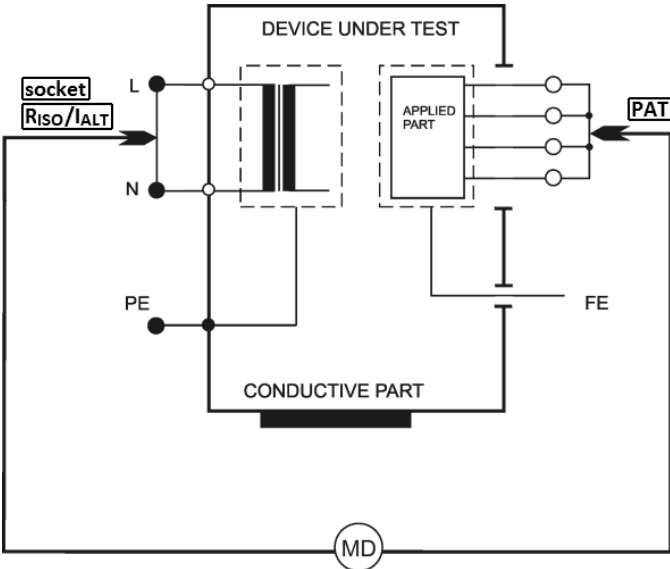 DEVICE UNDER TEST
socket
L
RISO/IALT
APPLIED
PART
PAT
N
PE
FE
CONDUCTIVE PART
MD